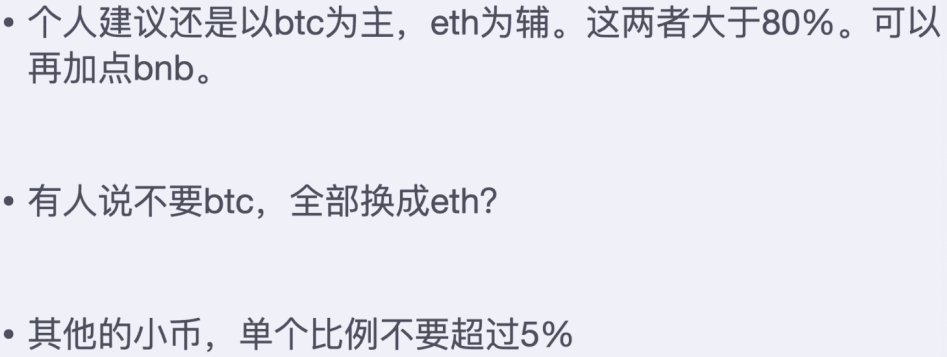 • 个人建议还是以btc为主，eth为辅。这两者大于80%。可以
再加点bnb。
• 有人说不要btc，全部换成eth？
• 其他的小币，单个比例不要超过5%